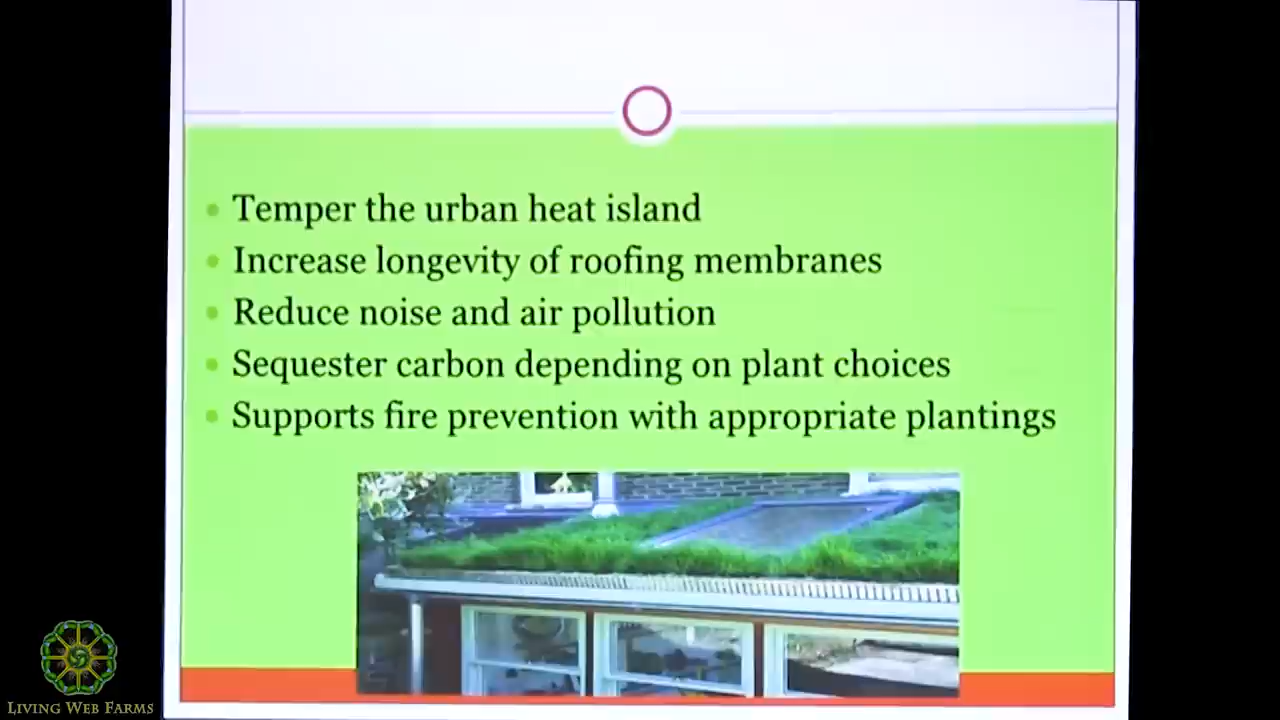 Temper the urban heat island
Increase longevity of roofing membranes
Reduce noise and air pollution
Sequester carbon depending on plant choices
Supports fire prevention with appropriate plantings
LIVING WEB FARMS